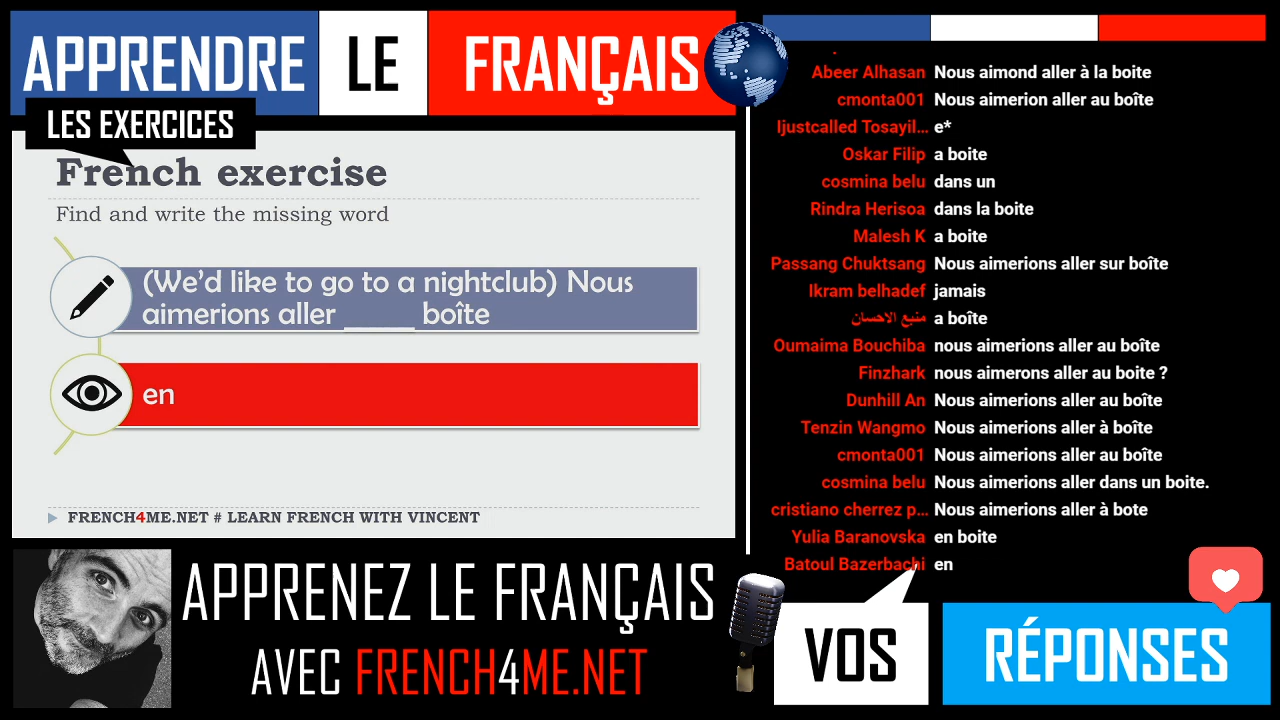 APPRENDRE LE FRANÇAIS
LES EXERCICES
French exercise
Find and write the missing word
(We'd like to go to a nightclub) Nous
aimerions aller _____ boîte
en
FRENCH4ME.NET # LEARN FRENCH WITH VINCENT
APPRENEZ LE FRANÇAIS
AVEC FRENCH4ME.NET
Abeer Alhasan Nous aimond aller à la boite
cmonta001 Nous aimerion aller au boîte
Ijustcalled Tosayil... e*
Oskar Filip a boite
cosmina belu dans un
Rindra Herisoa dans la boite
Malesh K a boite
Passang Chuktsang Nous aimerions aller sur boîte
Ikram belhadef jamais
منبع الاحسان a boîte
Oumaima Bouchiba nous aimerions aller au boîte
Finzhark nous aimerons aller au boite ?
Dunhill An Nous aimerions aller au boîte
Tenzin Wangmo Nous aimerions aller à boîte
cmonta001 Nous aimerions aller au boîte
cosmina belu Nous aimerions aller dans un boite.
cristiano cherrez p... Nous aimerions aller à bote
Yulia Baranovska en boite
Batoul Bazerbachi en
VOS RÉPONSES